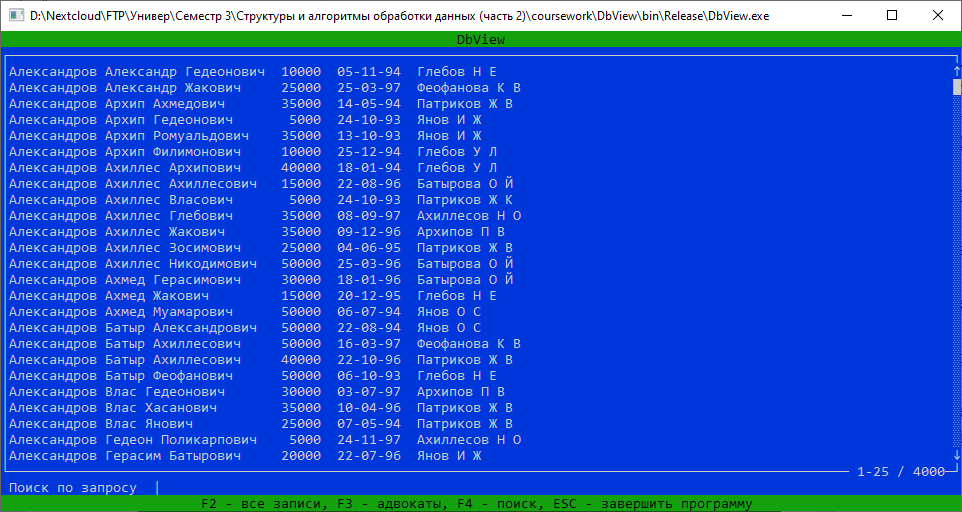 D:\Nextcloud\FTP\Универ\Семестр 3\Структуры и алгоритмы обработки данных (часть 2)\coursework\DbView\bin\Release\DbView.exe
DbView
Александров Александр Гедеонович 10000 05-11-94 Глебов Н Е
Александров Александр Жакович 25000 25-03-97 Феофанова К В
Александров Архип Ахмедович 35000 14-05-94 Патриков Ж В
Александров Архип Гедеонович 5000 24-10-93 Янов И Ж
Александров Архип Ромуальдович 35000 13-10-93 Янов И Ж
Александров Архип Филимонович 10000 25-12-94 Глебов У Л
Александров Ахиллес Архипович 40000 18-01-94 Глебов У Л
Александров Ахиллес Ахиллесович 15000 22-08-96 Батырова О Й
Александров Ахиллес Власович 5000 24-10-93 Патриков Ж К
Александров Ахиллес Глебович 35000 08-09-97 Ахиллесов Н О
Александров Ахиллес Жакович 35000 09-12-96 Архипов П В
Александров Ахиллес Зосимович 25000 04-06-95 Патриков Ж В
Александров Ахиллес Никодимович 50000 25-03-96 Батырова О Й
Александров Ахмед Герасимович 30000 18-01-96 Батырова О Й
Александров Ахмед Жакович 15000 20-12-95 Глебов Н Е
Александров Ахмед Муамарович 50000 06-07-94 Янов О С
Александров Батыр Александрович 50000 22-08-94 Янов О С
Александров Батыр Ахиллесович 50000 16-03-97 Феофанова К В
Александров Батыр Ахиллесович 40000 22-10-96 Патриков Ж В
Александров Батыр Феофанович 50000 06-10-93 Глебов Н Е
Александров Влас Гедеонович 30000 03-07-97 Архипов П В
Александров Влас Хасанович 35000 10-04-96 Патриков Ж В
Александров Влас Янович 25000 07-05-94 Патриков Ж В
Александров Гедеон Поликарпович 5000 24-11-97 Ахиллесов Н О
Александров Герасим Батырович 20000 22-07-96 Янов И Ж
1-25 / 4000
Поиск по запросу
F2 - все записи, F3 - адвокаты, F4 - поиск, ESC - завершить программу